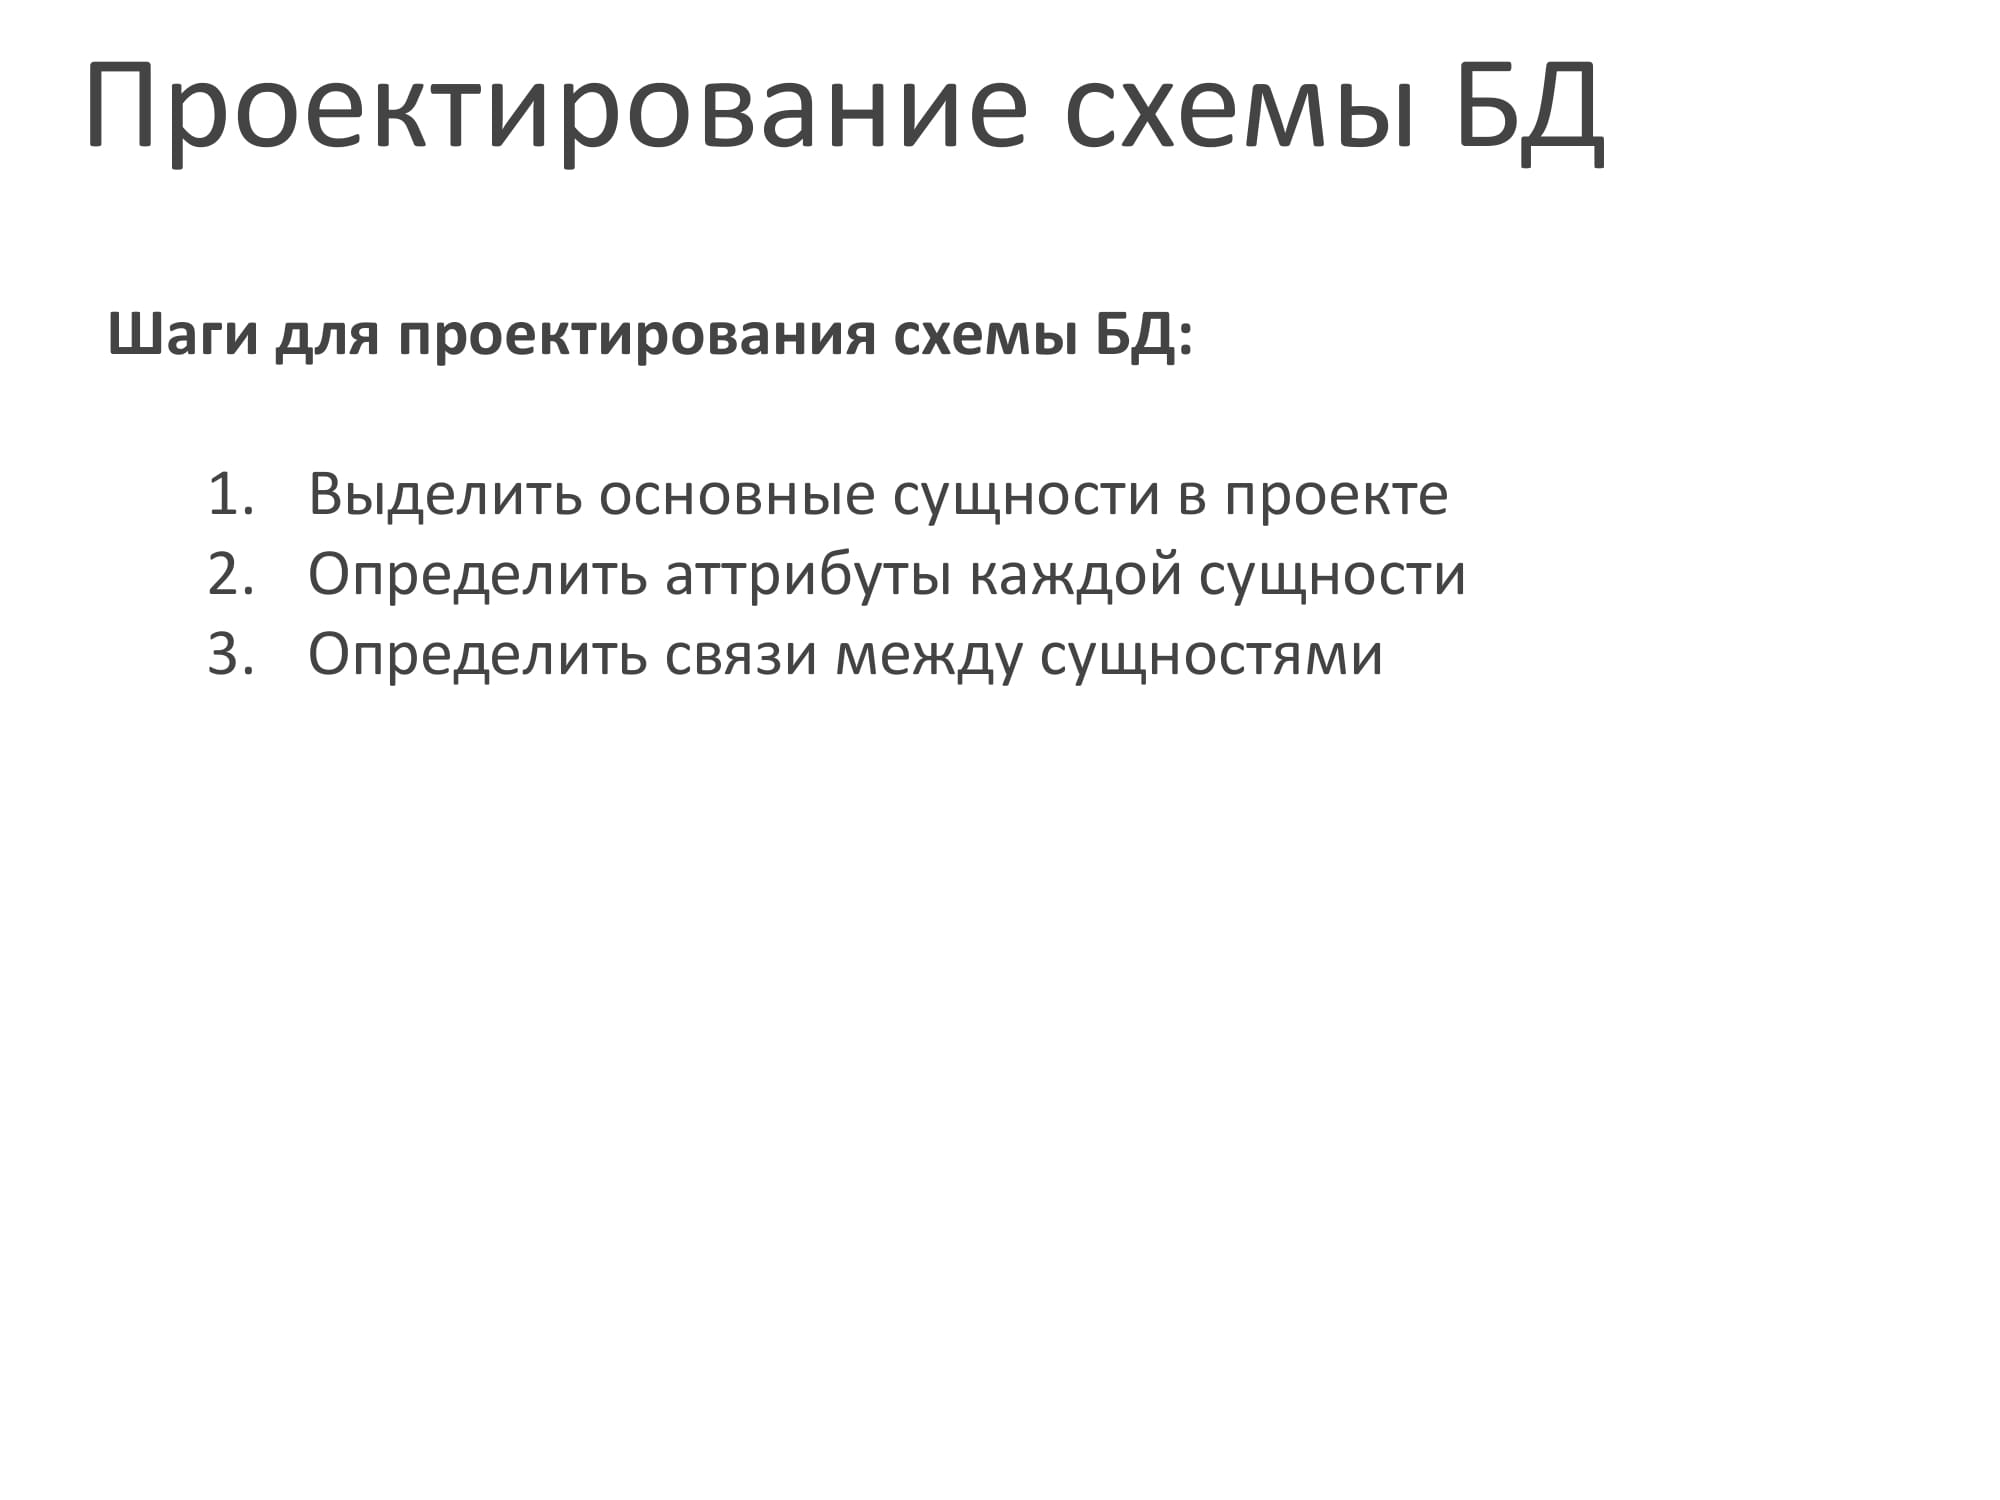 Проектирование схемы БД
Шаги для проектирования схемы БД:
1. Выделить основные сущности в проекте
2. Определить аттрибуты каждой сущности
3. Определить связи между сущностями